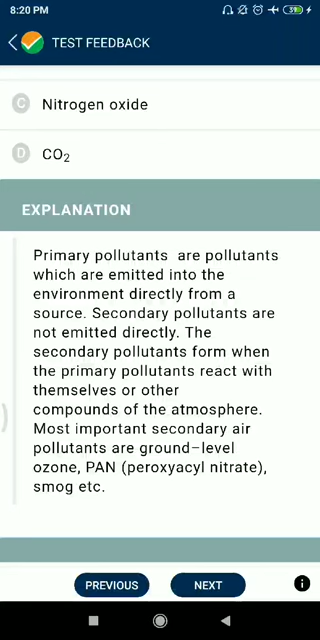 8:20 PM
39
TEST FEEDBACK
C Nitrogen oxide
D CO₂
EXPLANATION
Primary pollutants are pollutants
which are emitted into the
environment directly from a
source. Secondary pollutants are
not emitted directly. The
secondary pollutants form when
the primary pollutants react with
themselves or other
compounds of the atmosphere.
Most important secondary air
pollutants are ground-level
ozone, PAN (peroxyacyl nitrate),
smog etc.
PREVIOUS NEXT